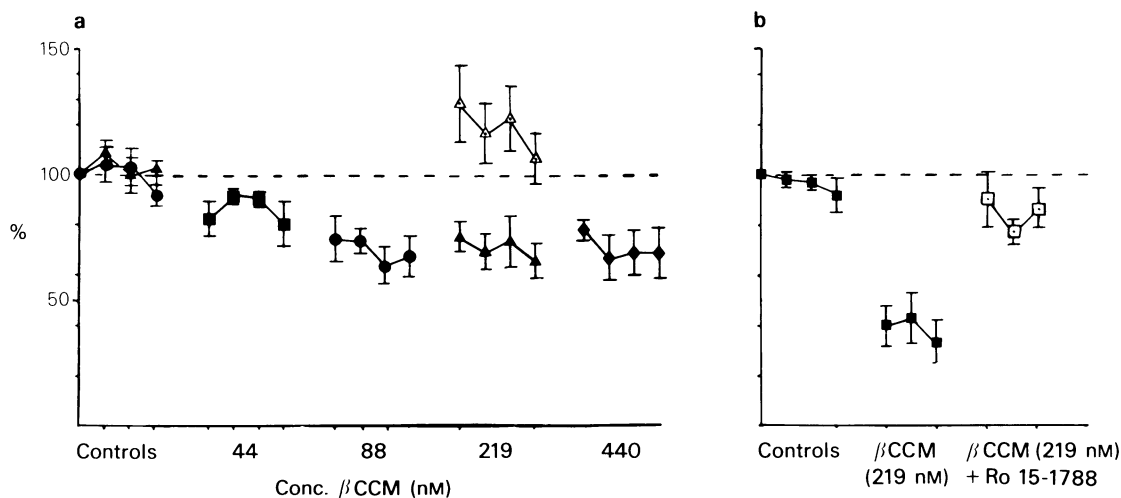 a
150
100
%
50
Controls 44 88 219 440
Conc. βCCM (nM)
b
Controls βCCM βCCM (219 nM)
(219 nM) + Ro 15-1788